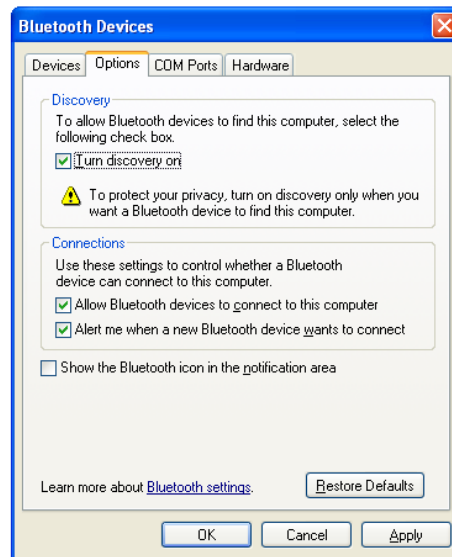 Bluetooth Devices
Devices Options COM Ports Hardware
Discovery
To allow Bluetooth devices to find this computer, select the
following check box.
Turn discovery on
To protect your privacy, turn on discovery only when you
want a Bluetooth device to find this computer.
Connections
Use these settings to control whether a Bluetooth
device can connect to this computer.
Allow Bluetooth devices to connect to this computer
Alert me when a new Bluetooth device wants to connect
Show the Bluetooth icon in the notification area
Learn more about Bluetooth settings. Restore Defaults
OK Cancel Apply